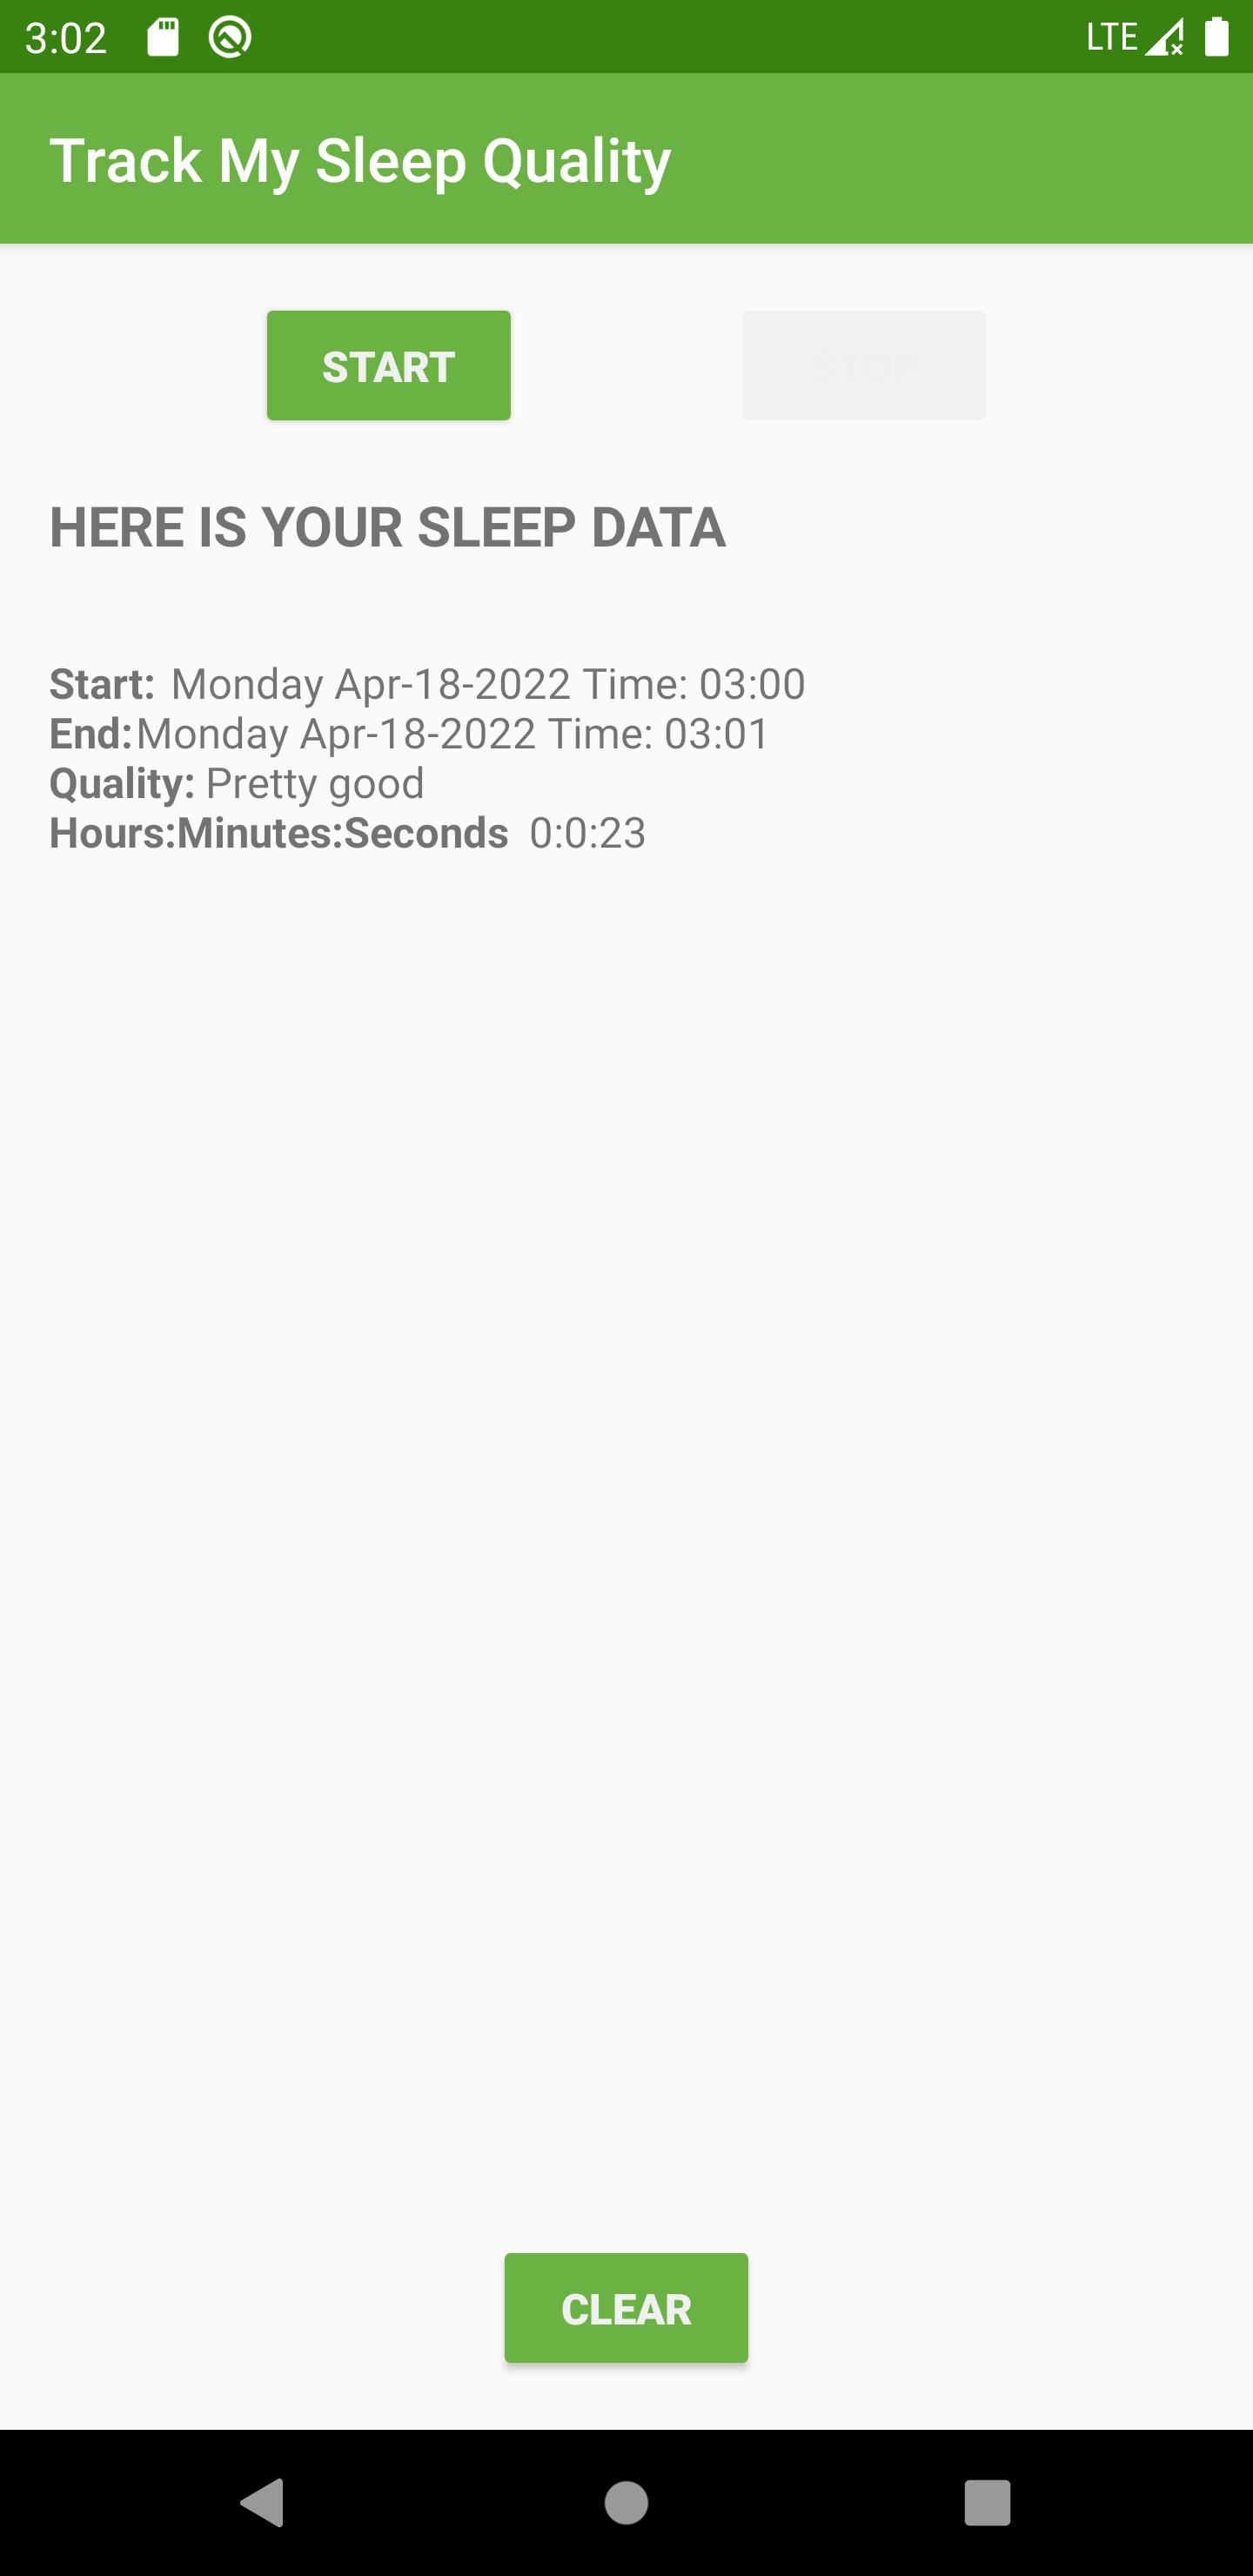 3:02 LTE
Track My Sleep Quality
START
HERE IS YOUR SLEEP DATA
Start: Monday Apr-18-2022 Time: 03:00
End:Monday Apr-18-2022 Time: 03:01
Quality: Pretty good
Hours:Minutes:Seconds 0:0:23
CLEAR